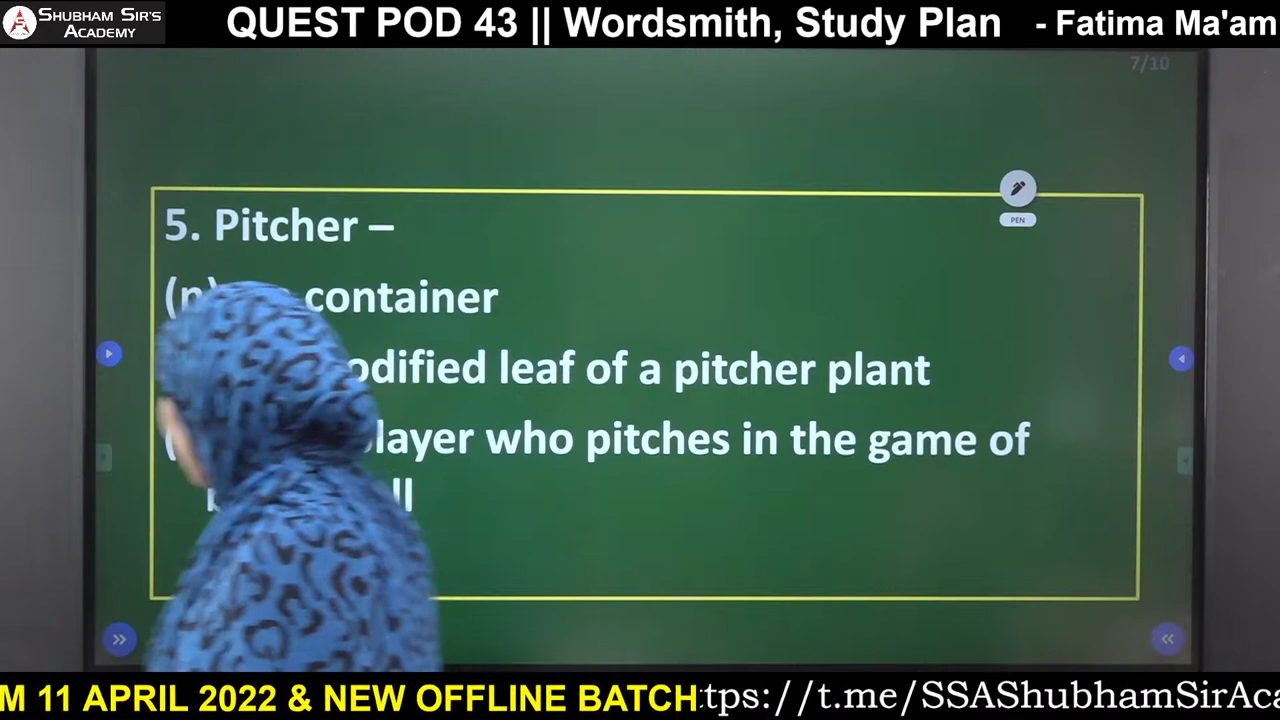 SHUBHAM SIR'S
ACADEMY
QUEST POD 43 || Wordsmith, Study Plan - Fatima Ma'am
7/10
PEN
5. Pitcher –
container
odified leaf of a pitcher plant
layer who pitches in the game of
ll
M 11 APRIL 2022 & NEW OFFLINE BATCH
tps://t.me/SSAShubhamSirAca